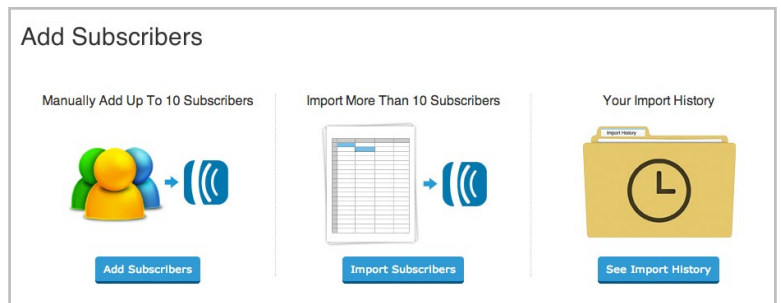 Add Subscribers
Manually Add Up To 10 Subscribers
Import More Than 10 Subscribers
Your Import History
Import History
Add Subscribers
Import Subscribers
See Import History